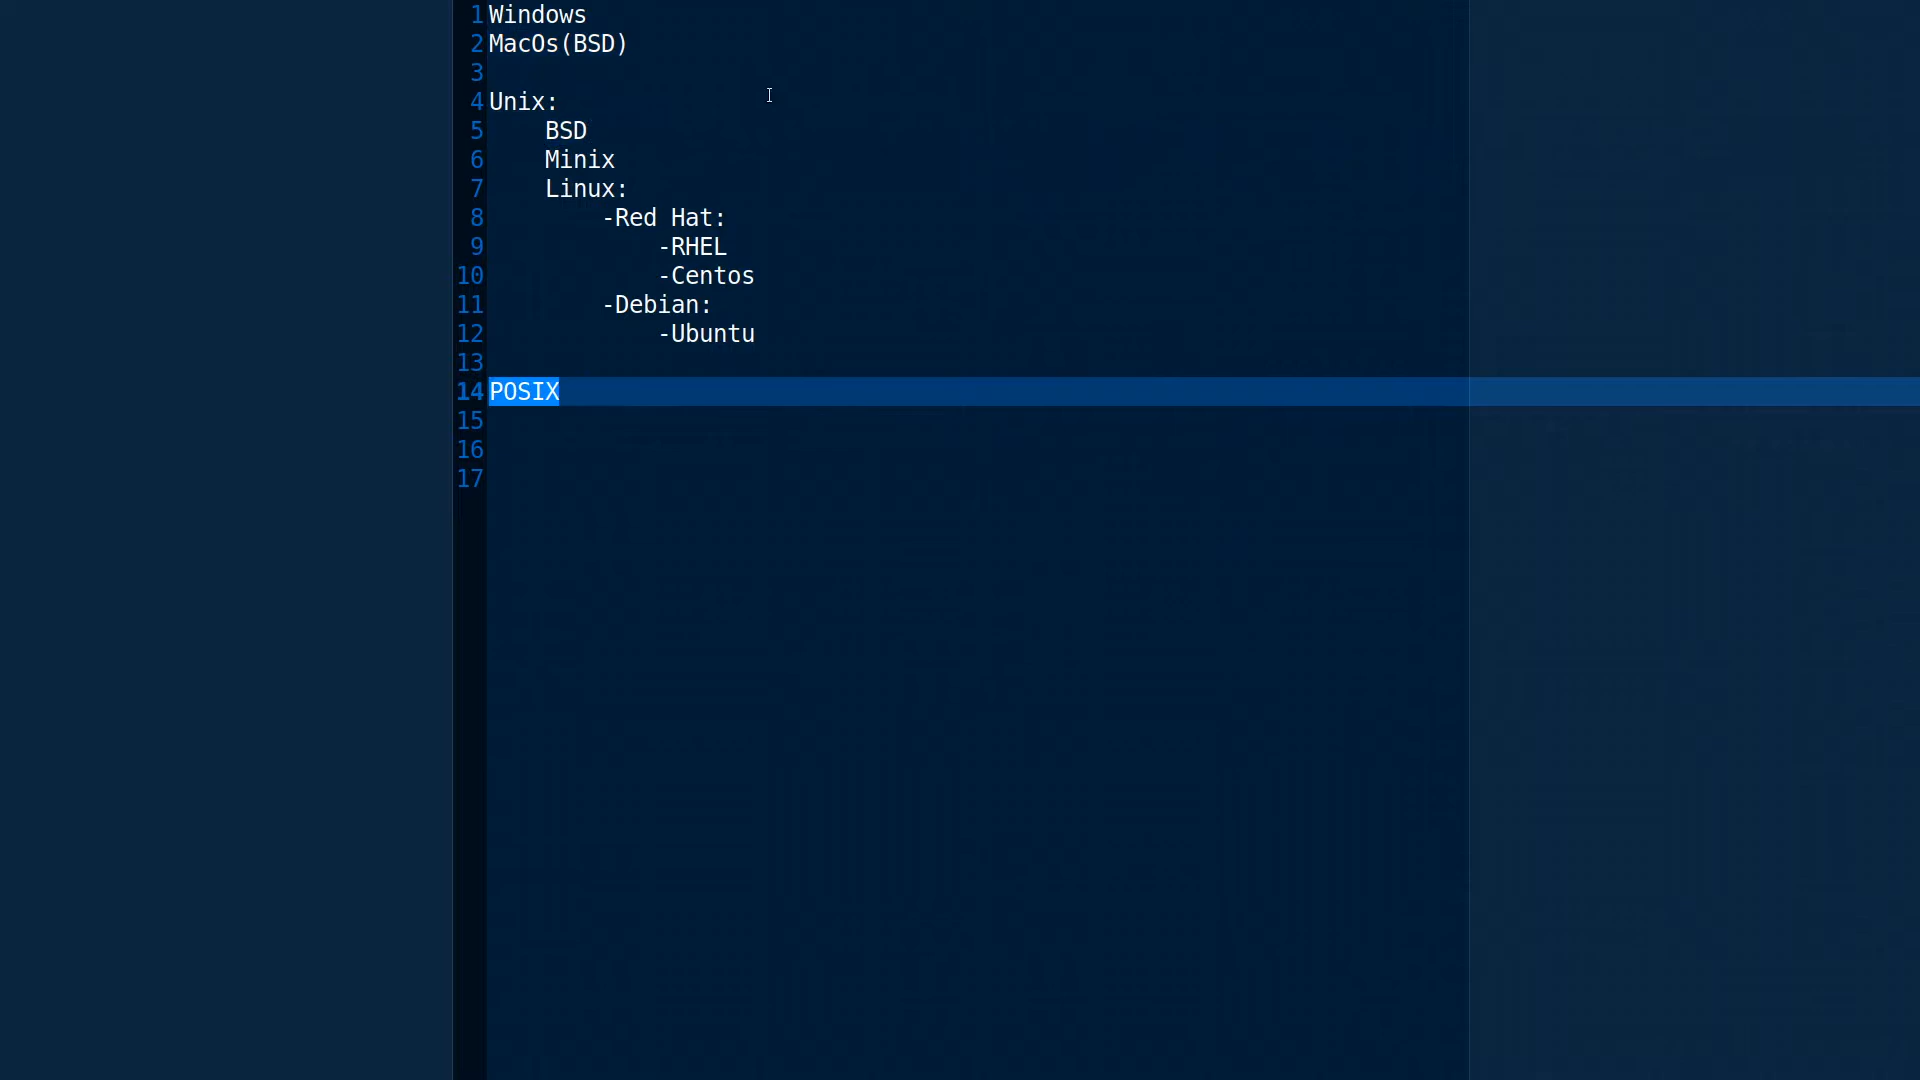 1 Windows
2 MacOs(BSD)
3
4 Unix:
5     BSD
6     Minix
7     Linux:
8         -Red Hat:
9             -RHEL
10             -Centos
11         -Debian:
12             -Ubuntu
13
14 POSIX
15
16
17